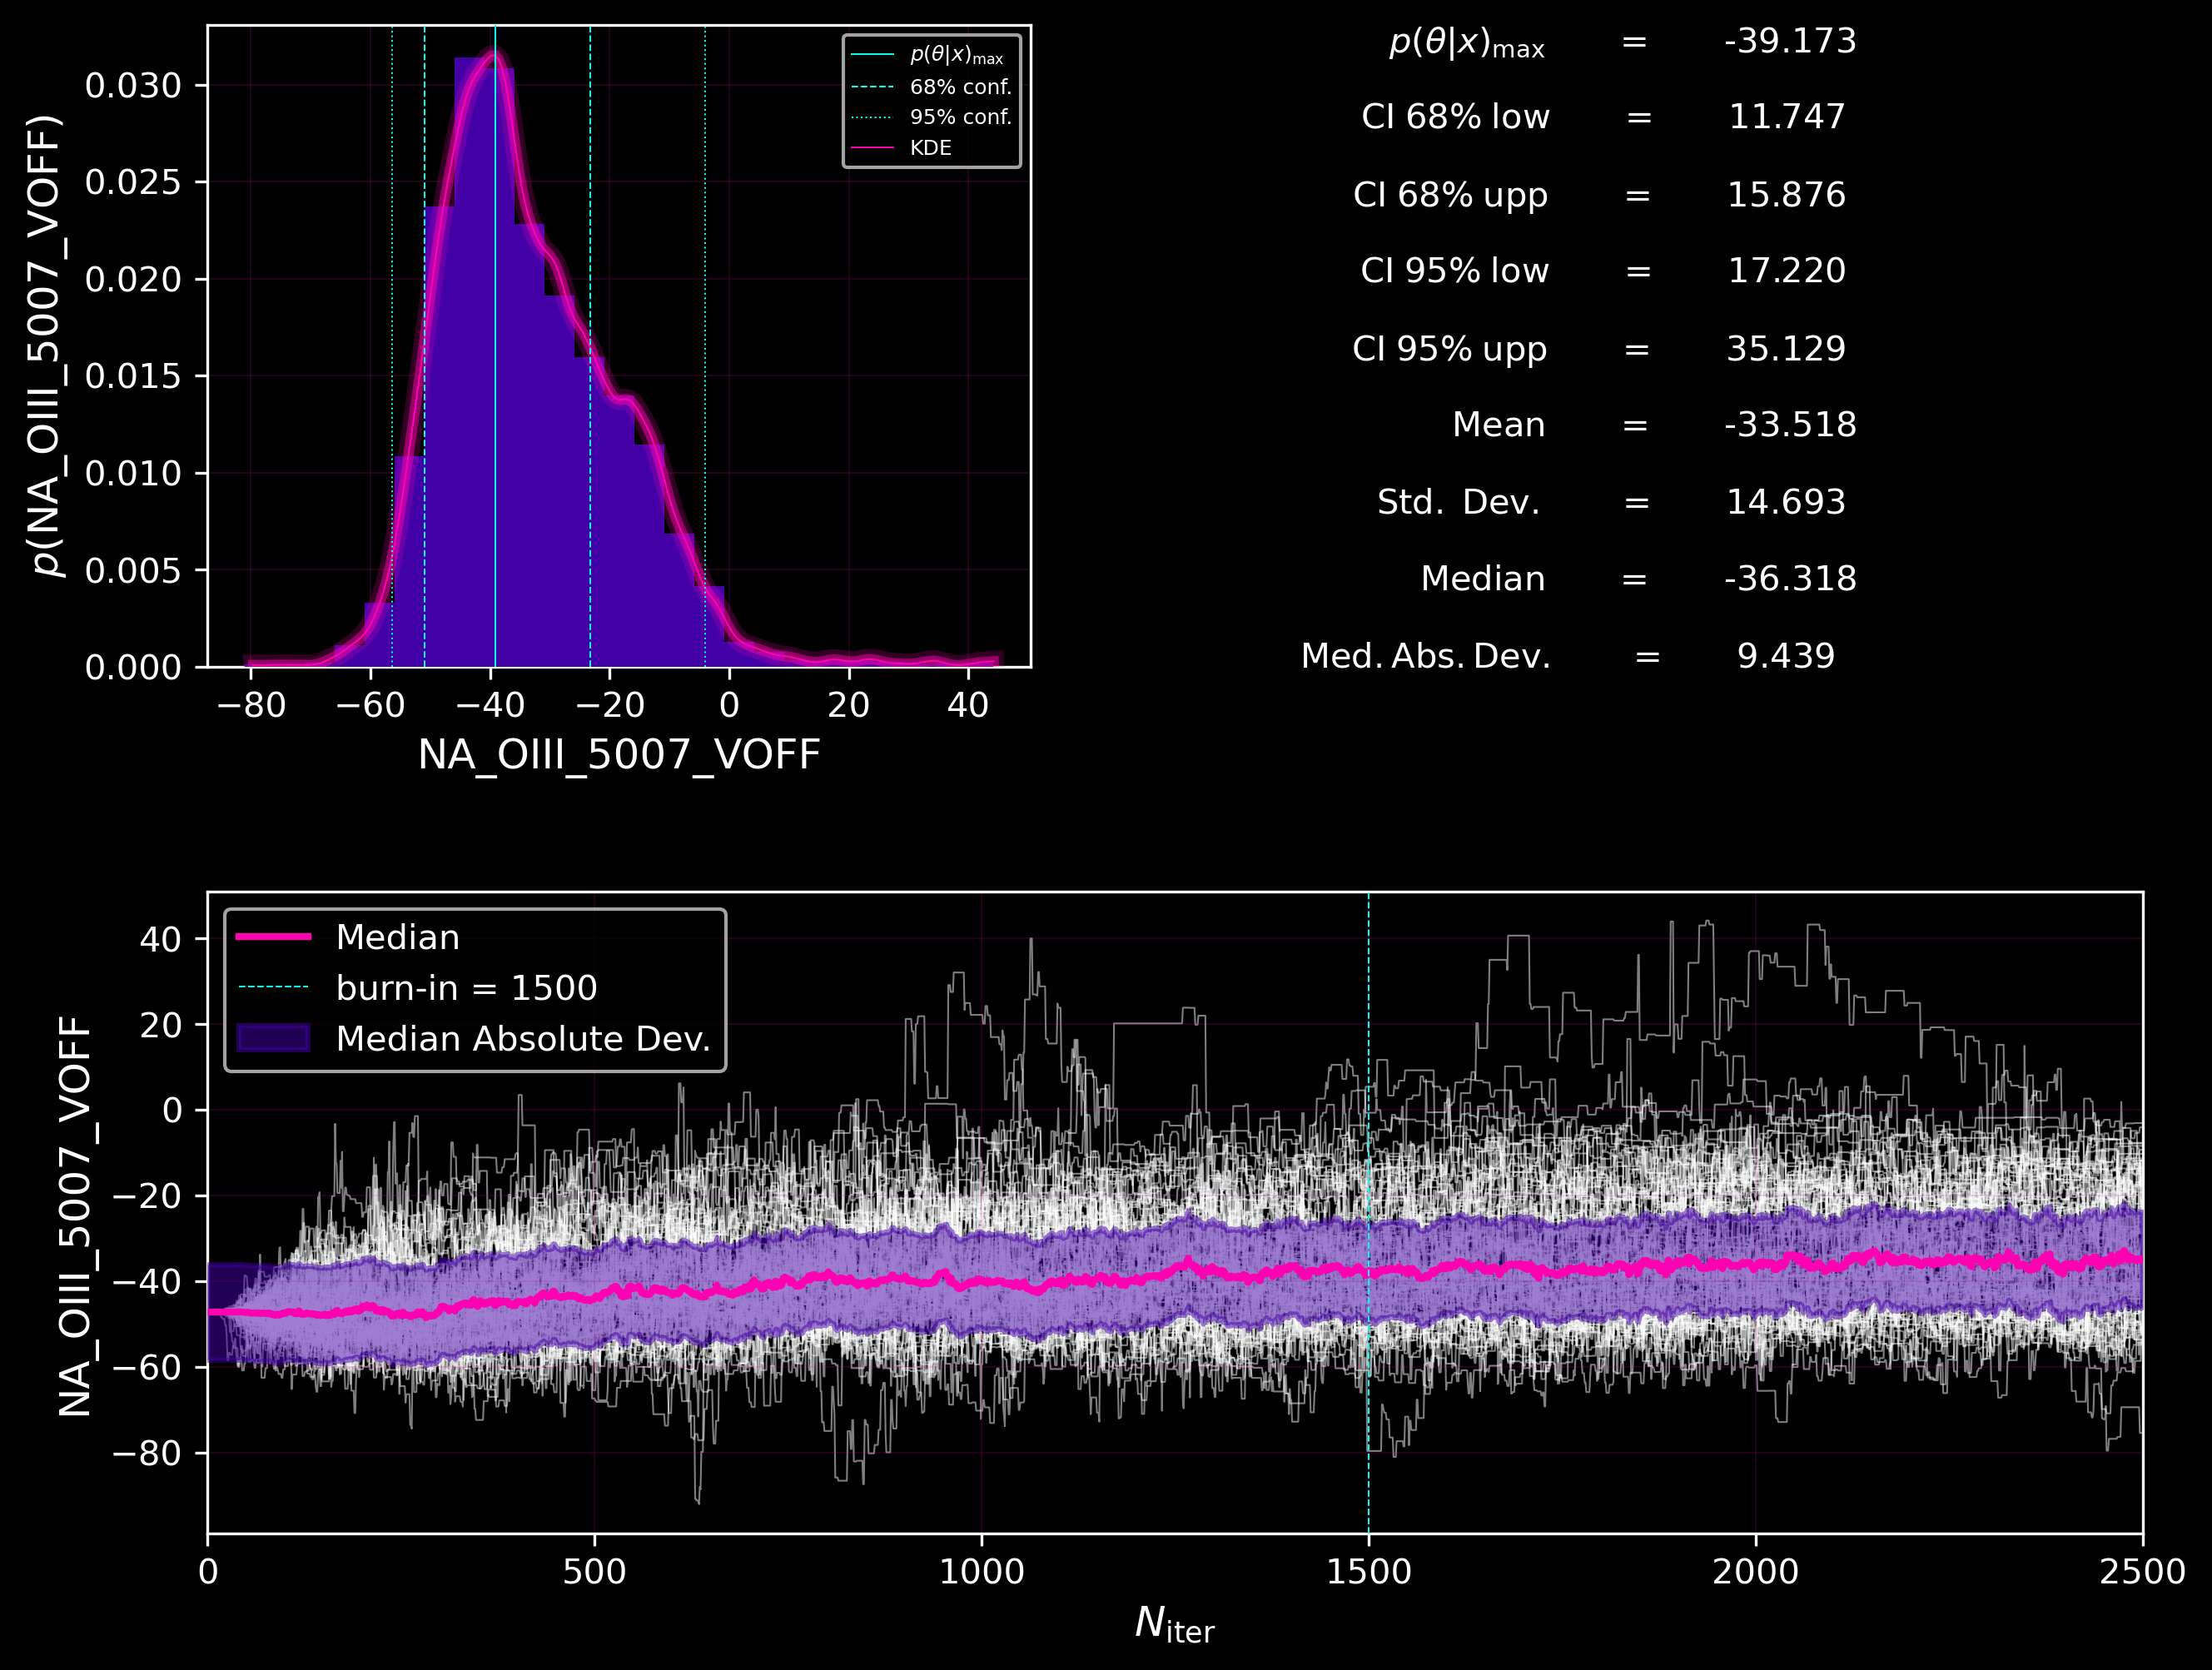 p(NA_OIII_5007_VOFF)
0.030
0.025
0.020
0.015
0.010
0.005
0.000
−80 −60 −40 −20 0 20 40
NA_OIII_5007_VOFF
p(θ|x)max
68% conf.
95% conf.
KDE
p(θ|x)max = -39.173
CI 68% low = 11.747
CI 68% upp = 15.876
CI 95% low = 17.220
CI 95% upp = 35.129
Mean = -33.518
Std. Dev. = 14.693
Median = -36.318
Med. Abs. Dev. = 9.439
NA_OIII_5007_VOFF
40
20
0
−20
−40
−60
−80
Median
burn-in = 1500
Median Absolute Dev.
0 500 1000 1500 2000 2500
Niter